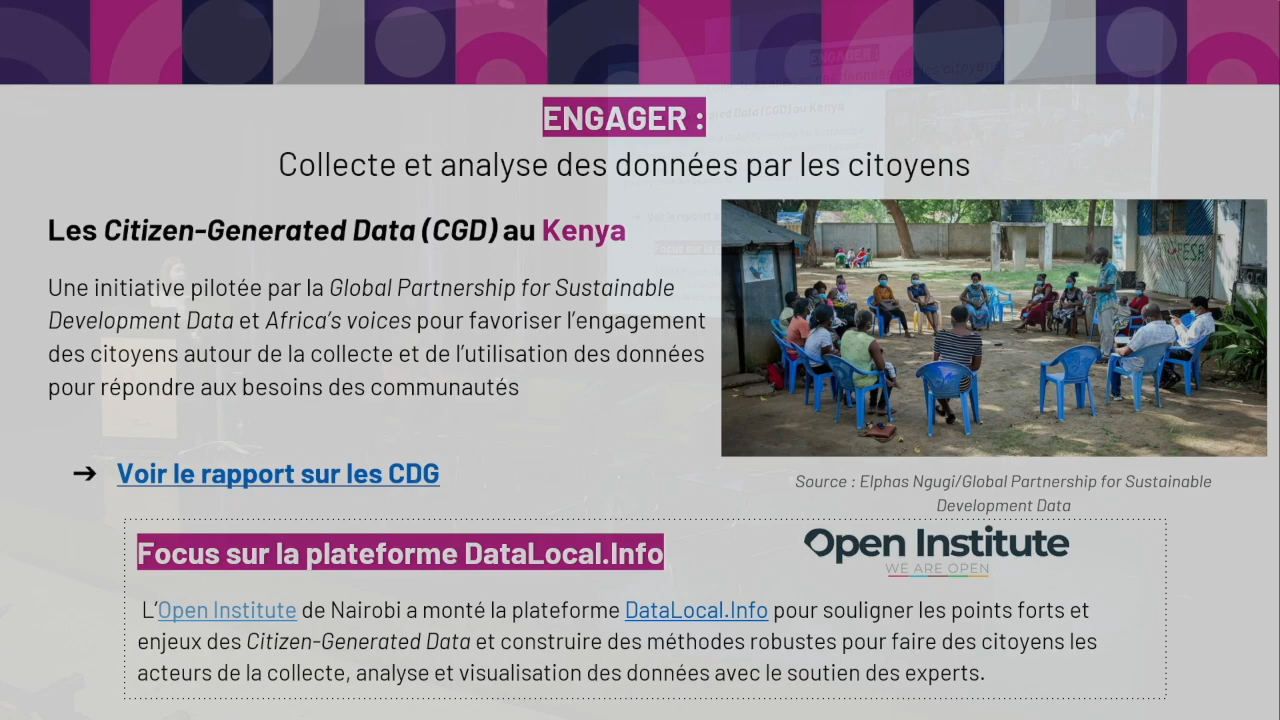 ENGAGER :
Collecte et analyse des données par les citoyens
Les Citizen-Generated Data (CGD) au Kenya
Une initiative pilotée par la Global Partnership for Sustainable
Development Data et Africa's voices pour favoriser l'engagement
des citoyens autour de la collecte et de l'utilisation des données
pour répondre aux besoins des communautés
➔ Voir le rapport sur les CDG
Source : Elphas Ngugi/Global Partnership for Sustainable
Development Data
Focus sur la plateforme DataLocal.Info
Open Institute
WE ARE OPEN
L'Open Institute de Nairobi a monté la plateforme DataLocal.Info pour souligner les points forts et
enjeux des Citizen-Generated Data et construire des méthodes robustes pour faire des citoyens les
acteurs de la collecte, analyse et visualisation des données avec le soutien des experts.